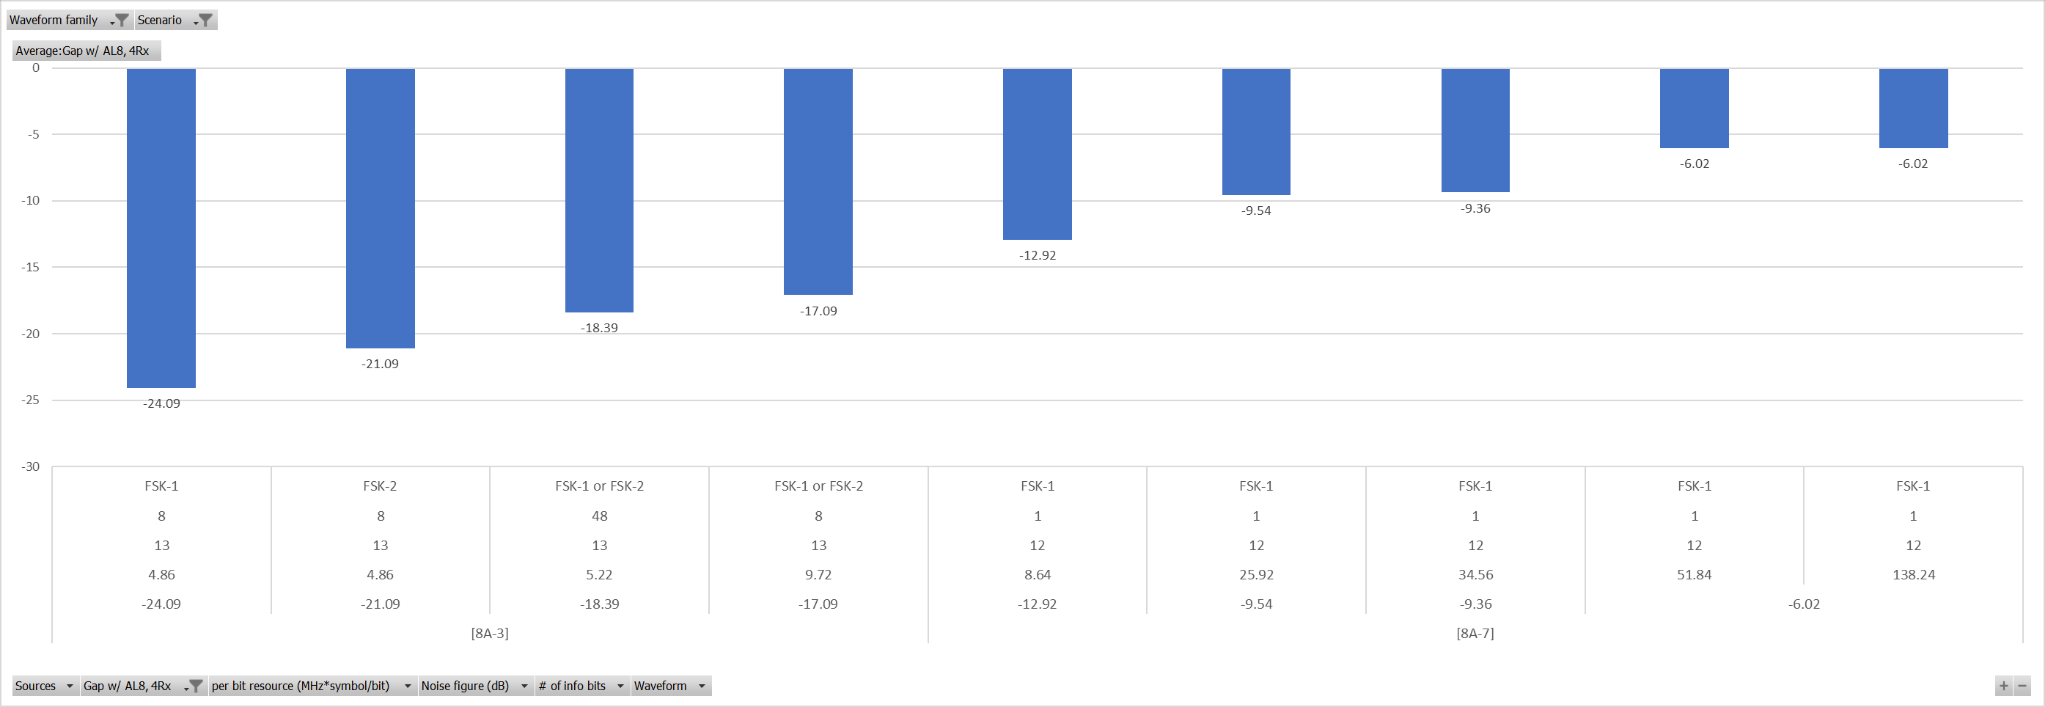 Waveform family Scenario
Average:Gap w/ AL8, 4Rx
0
-5
-10
-15
-20
-25
-30
-24.09
-21.09
-18.39
-17.09
-12.92
-9.54
-9.36
-6.02
-6.02
FSK-1 FSK-2 FSK-1 or FSK-2 FSK-1 or FSK-2 FSK-1 FSK-1 FSK-1 FSK-1 FSK-1
8 8 48 8 1 1 1 1 1
13 13 13 13 12 12 12 12 12
4.86 4.86 5.22 9.72 8.64 25.92 34.56 51.84 138.24
-24.09 -21.09 -18.39 -17.09 -12.92 -9.54 -9.36 -6.02
[8A-3] [8A-7]
Sources Gap w/ AL8, 4Rx per bit resource (MHz*symbol/bit) Noise figure (dB) # of info bits Waveform + −